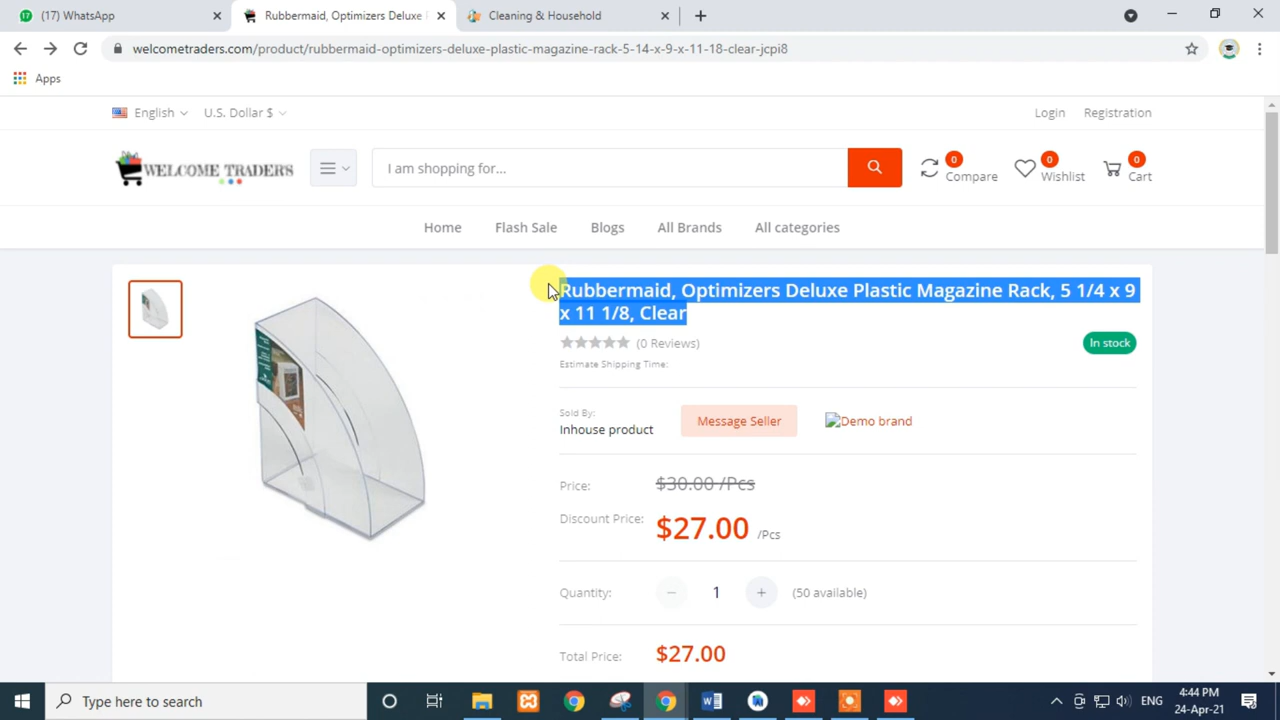 (17) WhatsApp
Rubbermaid, Optimizers Deluxe
Cleaning & Household
welcometraders.com/product/rubbermaid-optimizers-deluxe-plastic-magazine-rack-5-14-x-9-x-11-18-clear-jcpi8
Apps
English
U.S. Dollar $
Login
Registration
WELCOME TRADERS
I am shopping for...
0
Compare
0
Wishlist
0
Cart
Home
Flash Sale
Blogs
All Brands
All categories
Rubbermaid, Optimizers Deluxe Plastic Magazine Rack, 5 1/4 x 9
x 11 1/8, Clear
(0 Reviews)
In stock
Estimate Shipping Time:
Sold By:
Inhouse product
Message Seller
Demo brand
Price:
$30.00 /Pcs
Discount Price:
$27.00 /Pcs
Quantity:
1
(50 available)
Total Price:
$27.00
Type here to search
ENG
4:44 PM
24-Apr-21